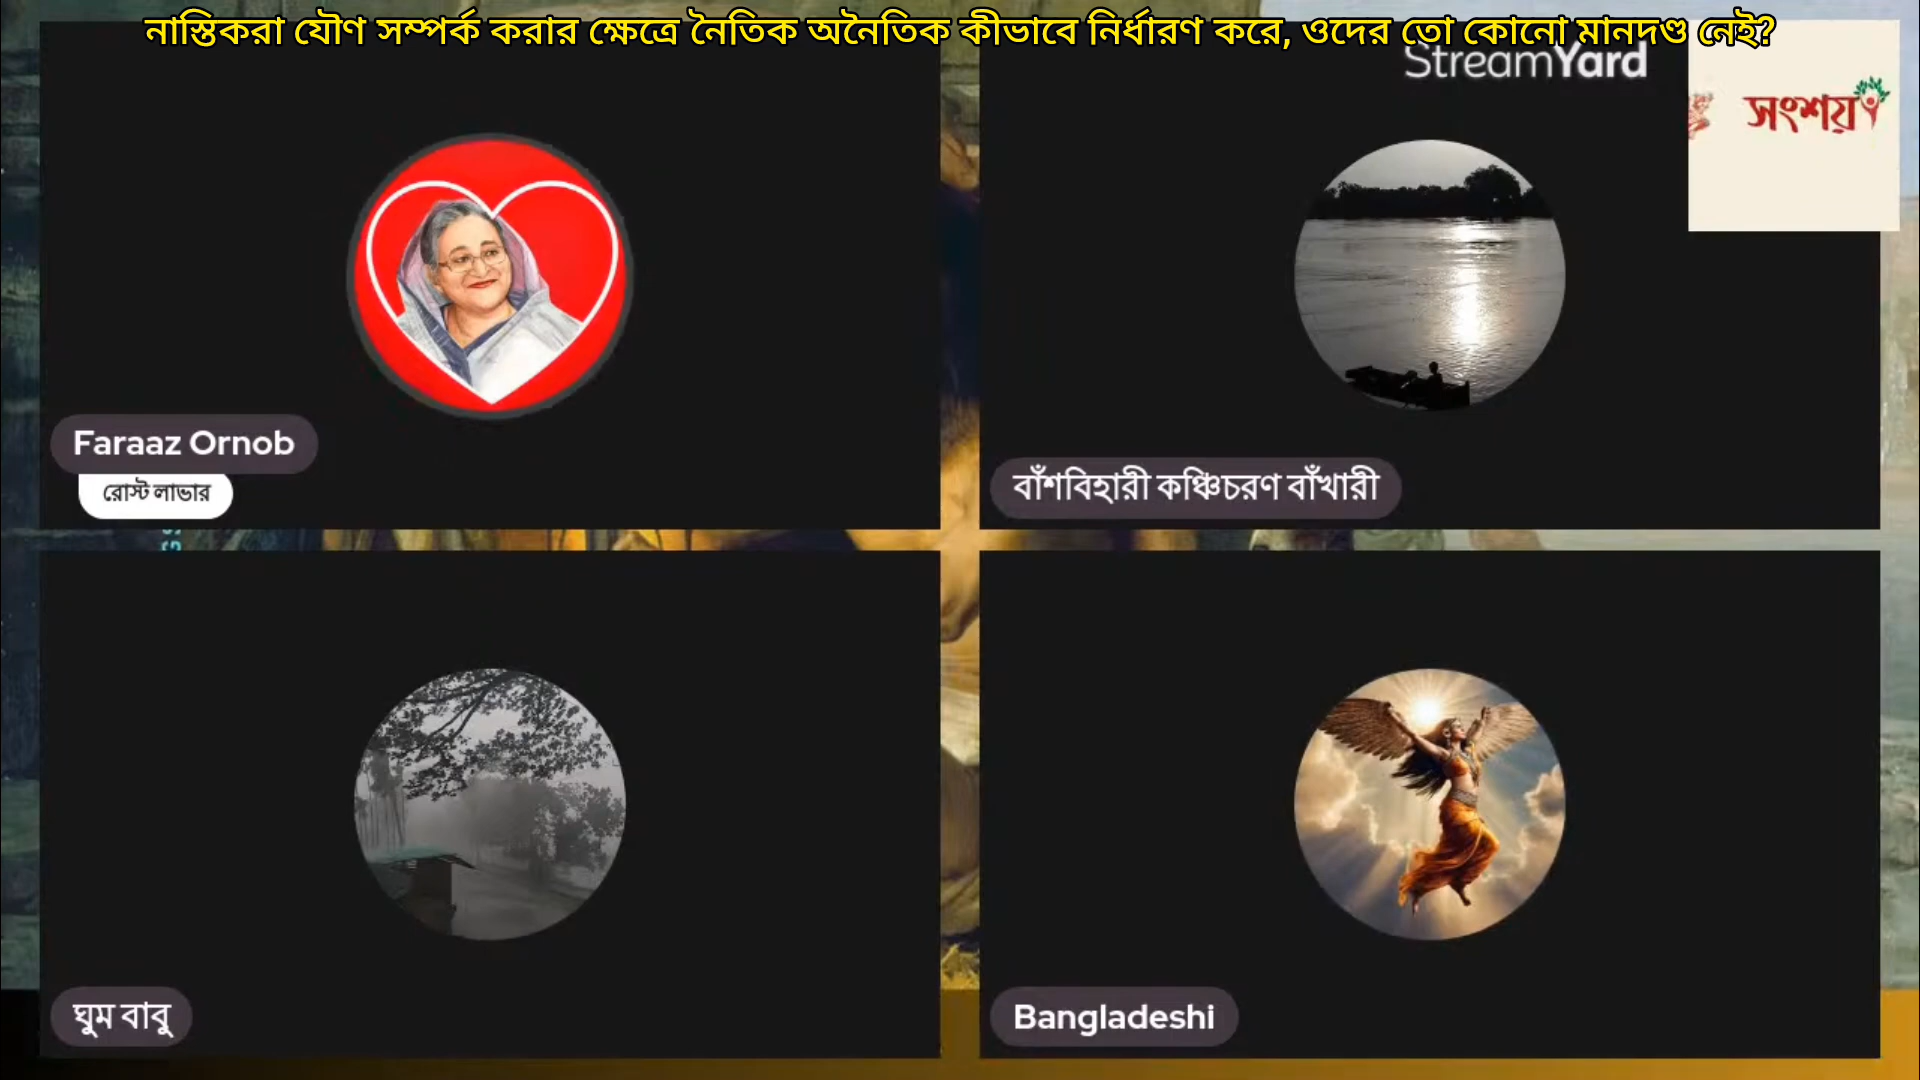 নাস্তিকরা যৌণ সম্পর্ক করার ক্ষেত্রে নৈতিক অনৈতিক কীভাবে নির্ধারণ করে, ওদের তো কোনো মানদণ্ড নেই?
StreamYard
সংশয়
Faraaz Ornob
রোস্ট লাভার
বাঁশবিহারী কঞ্চিচরণ বাঁখারী
ঘুম বাবু
Bangladeshi